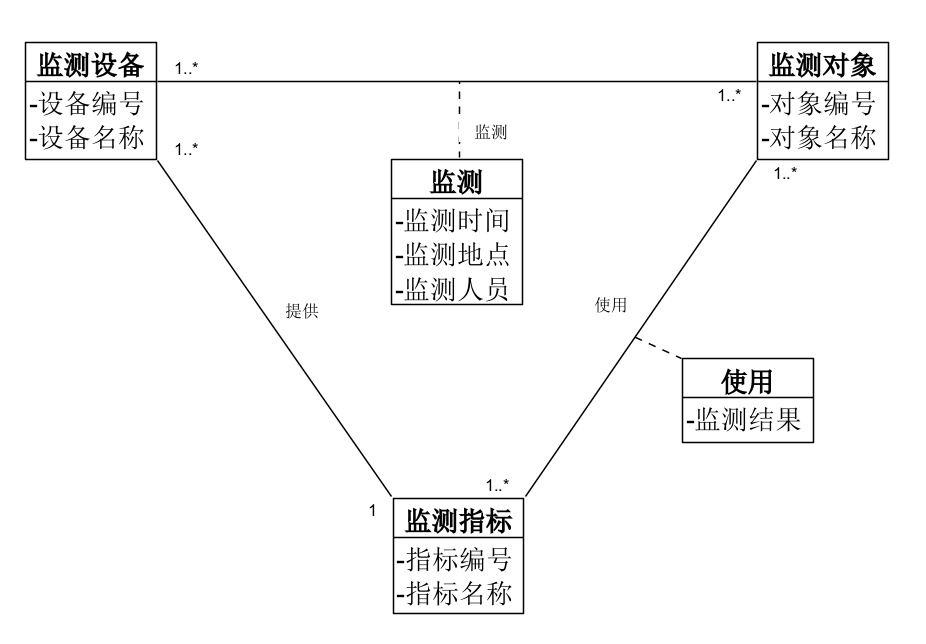 监测设备
-设备编号
-设备名称
1..*
1..*
监测对象
-对象编号
-对象名称
1..*
1..*
监测
监测
-监测时间
-监测地点
-监测人员
提供
使用
使用
-监测结果
1..*
1
监测指标
-指标编号
-指标名称